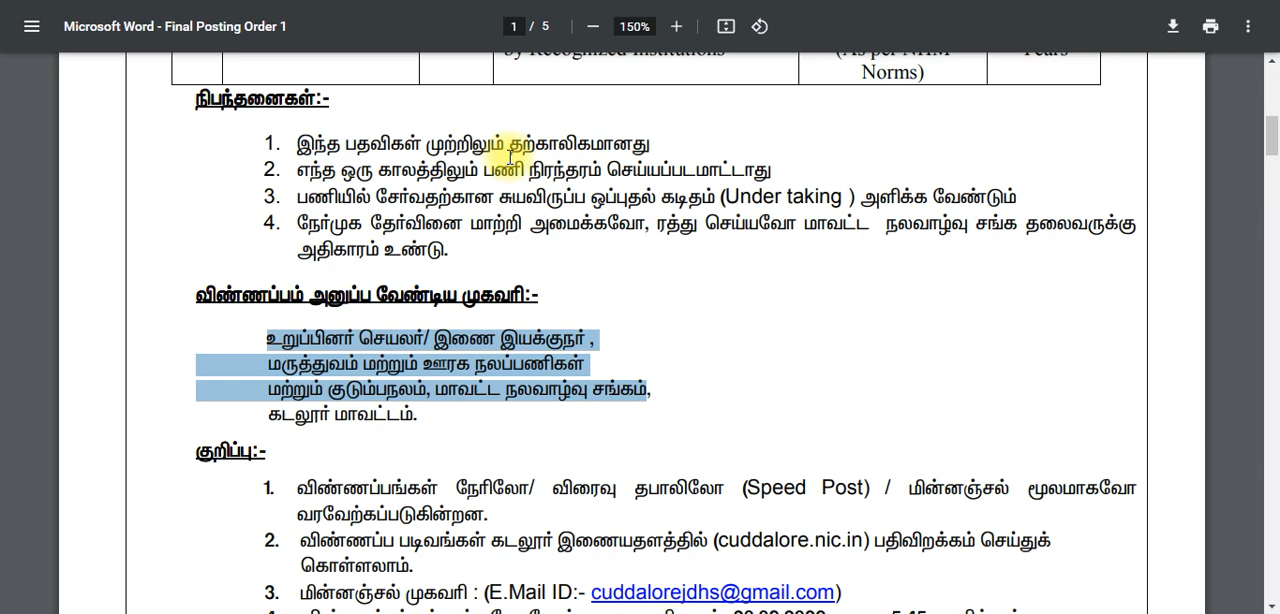 Microsoft Word - Final Posting Order 1 1 / 5 150%
by Recognized Institutions (As per NHM Years
Norms)
நிபந்தனைகள்:-
1. இந்த பதவிகள் முற்றிலும் தற்காலிகமானது
2. எந்த ஒரு காலத்திலும் பணி நிரந்தரம் செய்யப்படமாட்டாது
3. பணியில் சேர்வதற்கான சுயவிருப்ப ஒப்புதல் கடிதம் (Under taking ) அளிக்க வேண்டும்
4. நேர்முக தேர்வினை மாற்றி அமைக்கவோ, ரத்து செய்யவோ மாவட்ட நலவாழ்வு சங்க தலைவருக்கு
அதிகாரம் உண்டு.
விண்ணப்பம் அனுப்ப வேண்டிய முகவரி:-
உறுப்பினர் செயலர்/ இணை இயக்குநர் ,
மருத்துவம் மற்றும் ஊரக நலப்பணிகள்
மற்றும் குடும்பநலம், மாவட்ட நலவாழ்வு சங்கம்,
கடலூர் மாவட்டம்.
குறிப்பு:-
1. விண்ணப்பங்கள் நேரிலோ/ விரைவு தபாலிலோ (Speed Post) / மின்னஞ்சல் மூலமாகவோ
வரவேற்கப்படுகின்றன.
2. விண்ணப்ப படிவங்கள் கடலூர் இணையதளத்தில் (cuddalore.nic.in) பதிவிறக்கம் செய்துக்
கொள்ளலாம்.
3. மின்னஞ்சல் முகவரி : (E.Mail ID:- cuddalorejdhs@gmail.com)